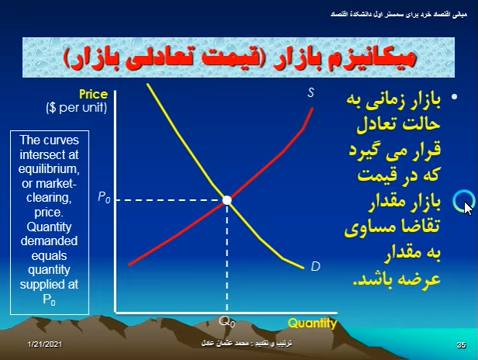 مبانی اقتصاد خرد برای سمستر اول دانشکدۀ اقتصاد
میکانیزم بازار (قیمت تعادلی بازار)
بازار زمانی به
حالت تعادل
قرار می گیرد
که در قیمت
بازار مقدار
تقاضا مساوی
به مقدار
عرضه باشد.
Price
($ per unit)
S
The curves
intersect at
equilibrium,
or market-
clearing,
price.
Quantity
demanded
equals
quantity
supplied at
P0
P0
D
Q0
Quantity
1/21/2021
ترتیب و تقدیم : محمد عثمان عادل
35